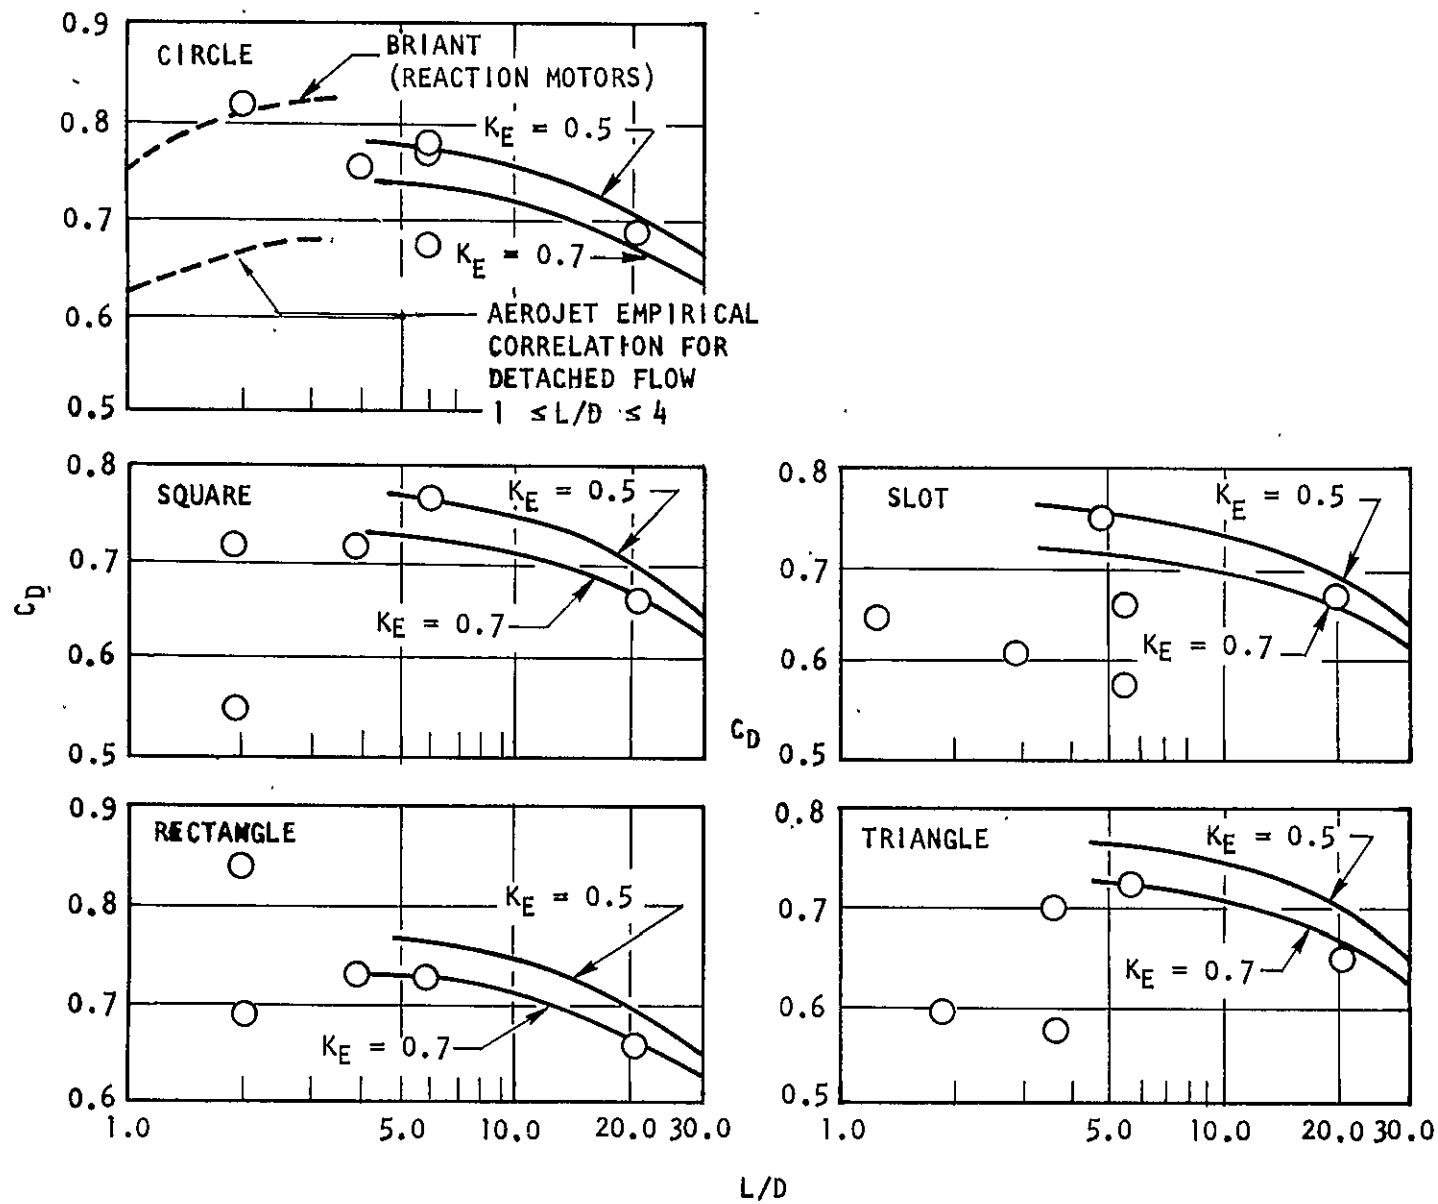 0.9
CIRCLE
BRIANT
(REACTION MOTORS)
0.8
K_E = 0.5
0.7
K_E = 0.7
0.6
AEROJET EMPIRICAL
CORRELATION FOR
DETACHED FLOW
1 ≤ L/D ≤ 4
0.5
0.8
SQUARE
K_E = 0.5
0.7
C_D
K_E = 0.7
0.6
0.5
0.8
SLOT
K_E = 0.5
0.7
K_E = 0.7
0.6
C_D
0.5
0.9
RECTANGLE
0.8
K_E = 0.5
0.7
K_E = 0.7
0.6
1.0 5.0 10.0 20.0 30.0
0.8
TRIANGLE
K_E = 0.5
0.7
K_E = 0.7
0.6
0.5
1.0 5.0 10.0 20.0 30.0
L/D